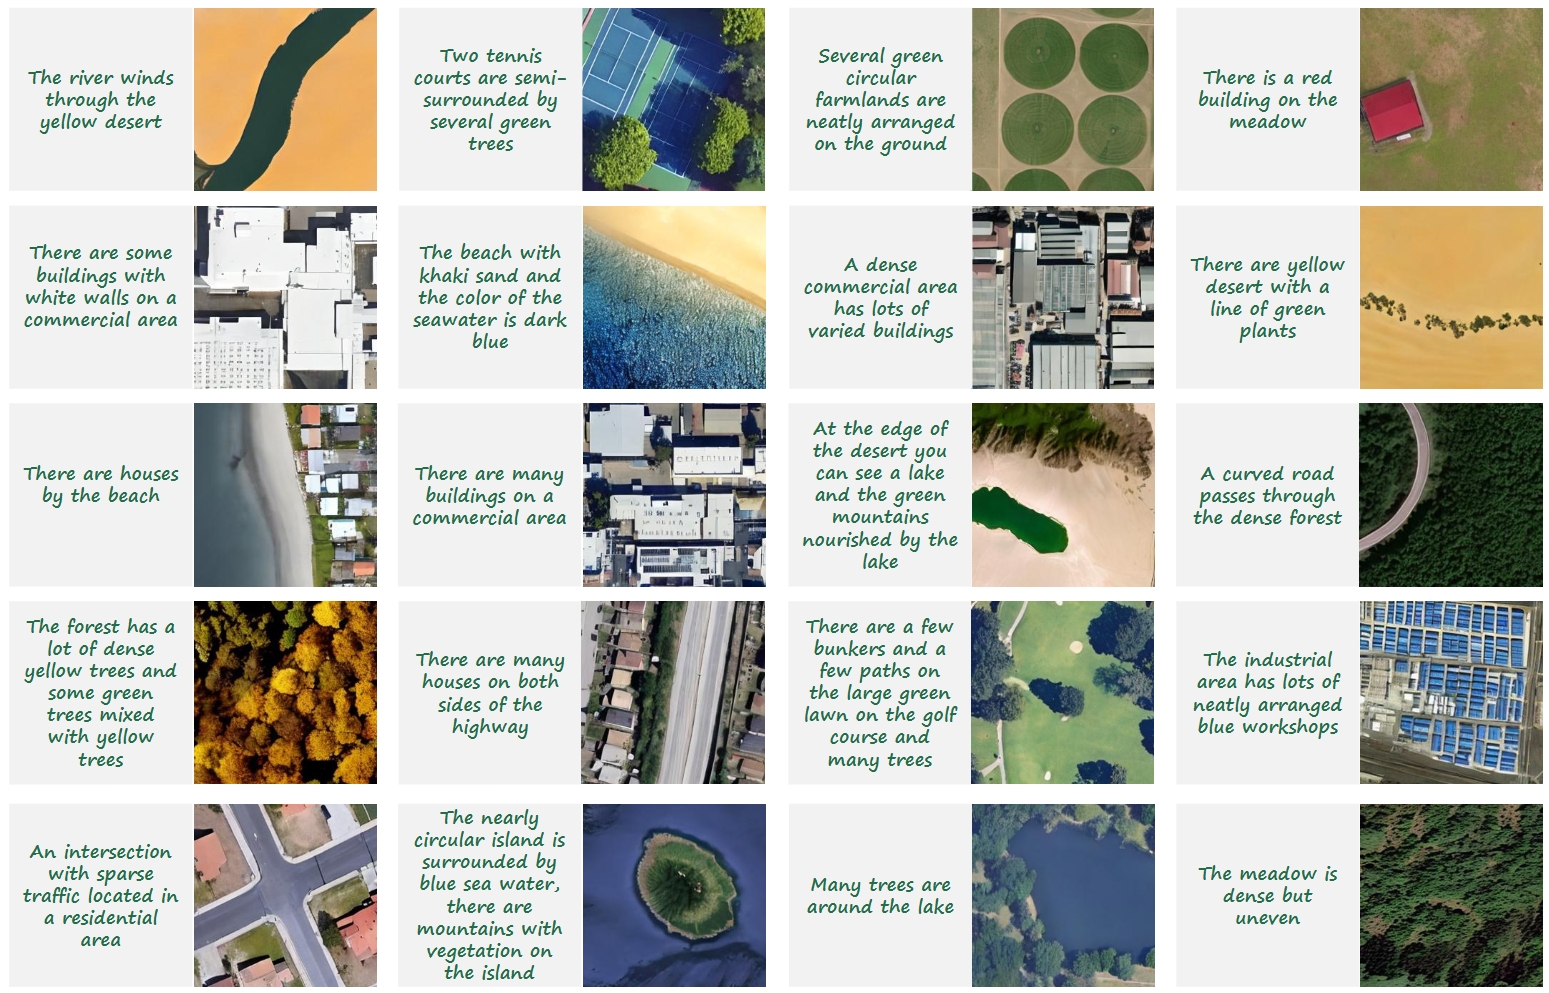 The river winds
through the
yellow desert
Two tennis
courts are semi-
surrounded by
several green
trees
Several green
circular
farmlands are
neatly arranged
on the ground
There is a red
building on the
meadow
There are some
buildings with
white walls on a
commercial area
The beach with
khaki sand and
the color of the
seawater is dark
blue
A dense
commercial area
has lots of
varied buildings
There are yellow
desert with a
line of green
plants
There are houses
by the beach
There are many
buildings on a
commercial area
At the edge of
the desert you
can see a lake
and the green
mountains
nourished by the
lake
A curved road
passes through
the dense forest
The forest has a
lot of dense
yellow trees and
some green
trees mixed
with yellow
trees
There are many
houses on both
sides of the
highway
There are a few
bunkers and a
few paths on
the large green
lawn on the golf
course and
many trees
The industrial
area has lots of
neatly arranged
blue workshops
An intersection
with sparse
traffic located in
a residential
area
The nearly
circular island is
surrounded by
blue sea water,
there are
mountains with
vegetation on
the island
Many trees are
around the lake
The meadow is
dense but
uneven